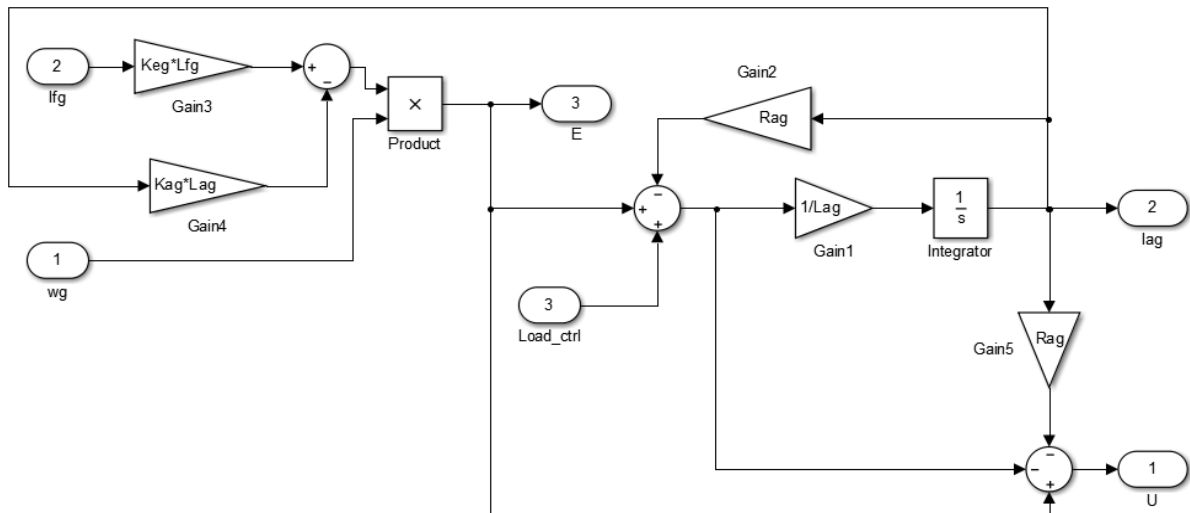 2
Ifg
Keg*Lfg
Gain3
+
−
×
Product
3
E
Gain2
Rag
Kag*Lag
Gain4
1
wg
−
+
+
1/Lag
Gain1
1
s
Integrator
2
Iag
3
Load_ctrl
Rag
Gain5
−
−
+
1
U